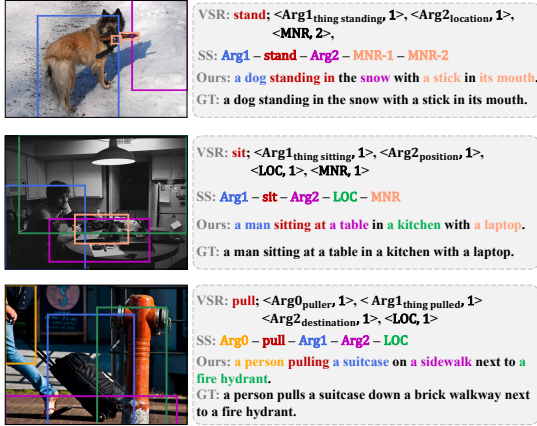 VSR: stand; <Arg1thing standing, 1>, <Arg2location, 1>,
<MNR, 2>,
SS: Arg1 – stand – Arg2 – MNR-1 – MNR-2
Ours: a dog standing in the snow with a stick in its mouth.
GT: a dog standing in the snow with a stick in its mouth.
VSR: sit; <Arg1thing sitting, 1>, <Arg2position, 1>,
<LOC, 1>, <MNR, 1>
SS: Arg1 – sit – Arg2 – LOC – MNR
Ours: a man sitting at a table in a kitchen with a laptop.
GT: a man sitting at a table in a kitchen with a laptop.
VSR: pull; <Arg0puller, 1>, < Arg1thing pulled, 1>
<Arg2destination, 1>, <LOC, 1>
SS: Arg0 – pull – Arg1 – Arg2 – LOC
Ours: a person pulling a suitcase on a sidewalk next to a
fire hydrant.
GT: a person pulls a suitcase down a brick walkway next
to a fire hydrant.